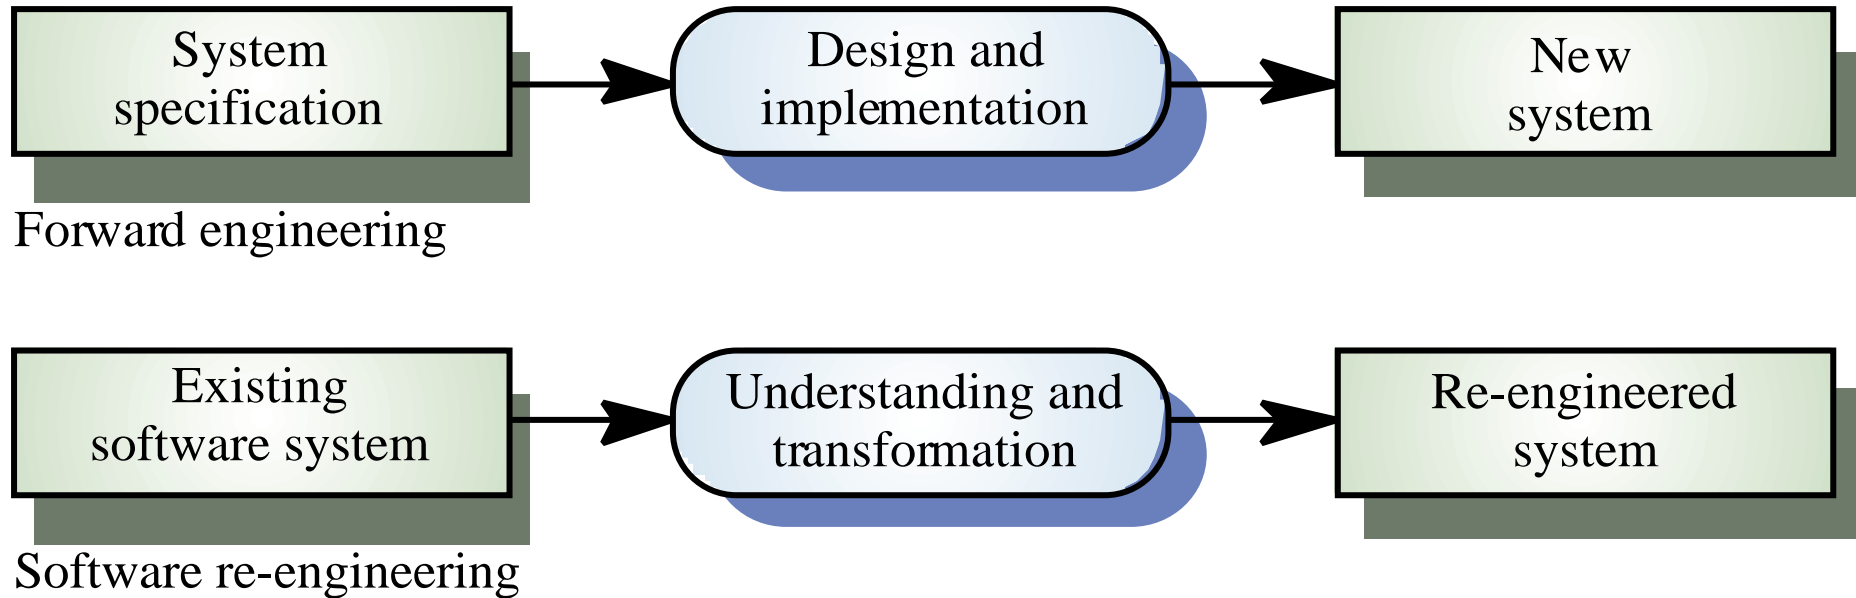 System
specification
Design and
implementation
New
system
Forward engineering
Existing
software system
Understanding and
transformation
Re-engineered
system
Software re-engineering